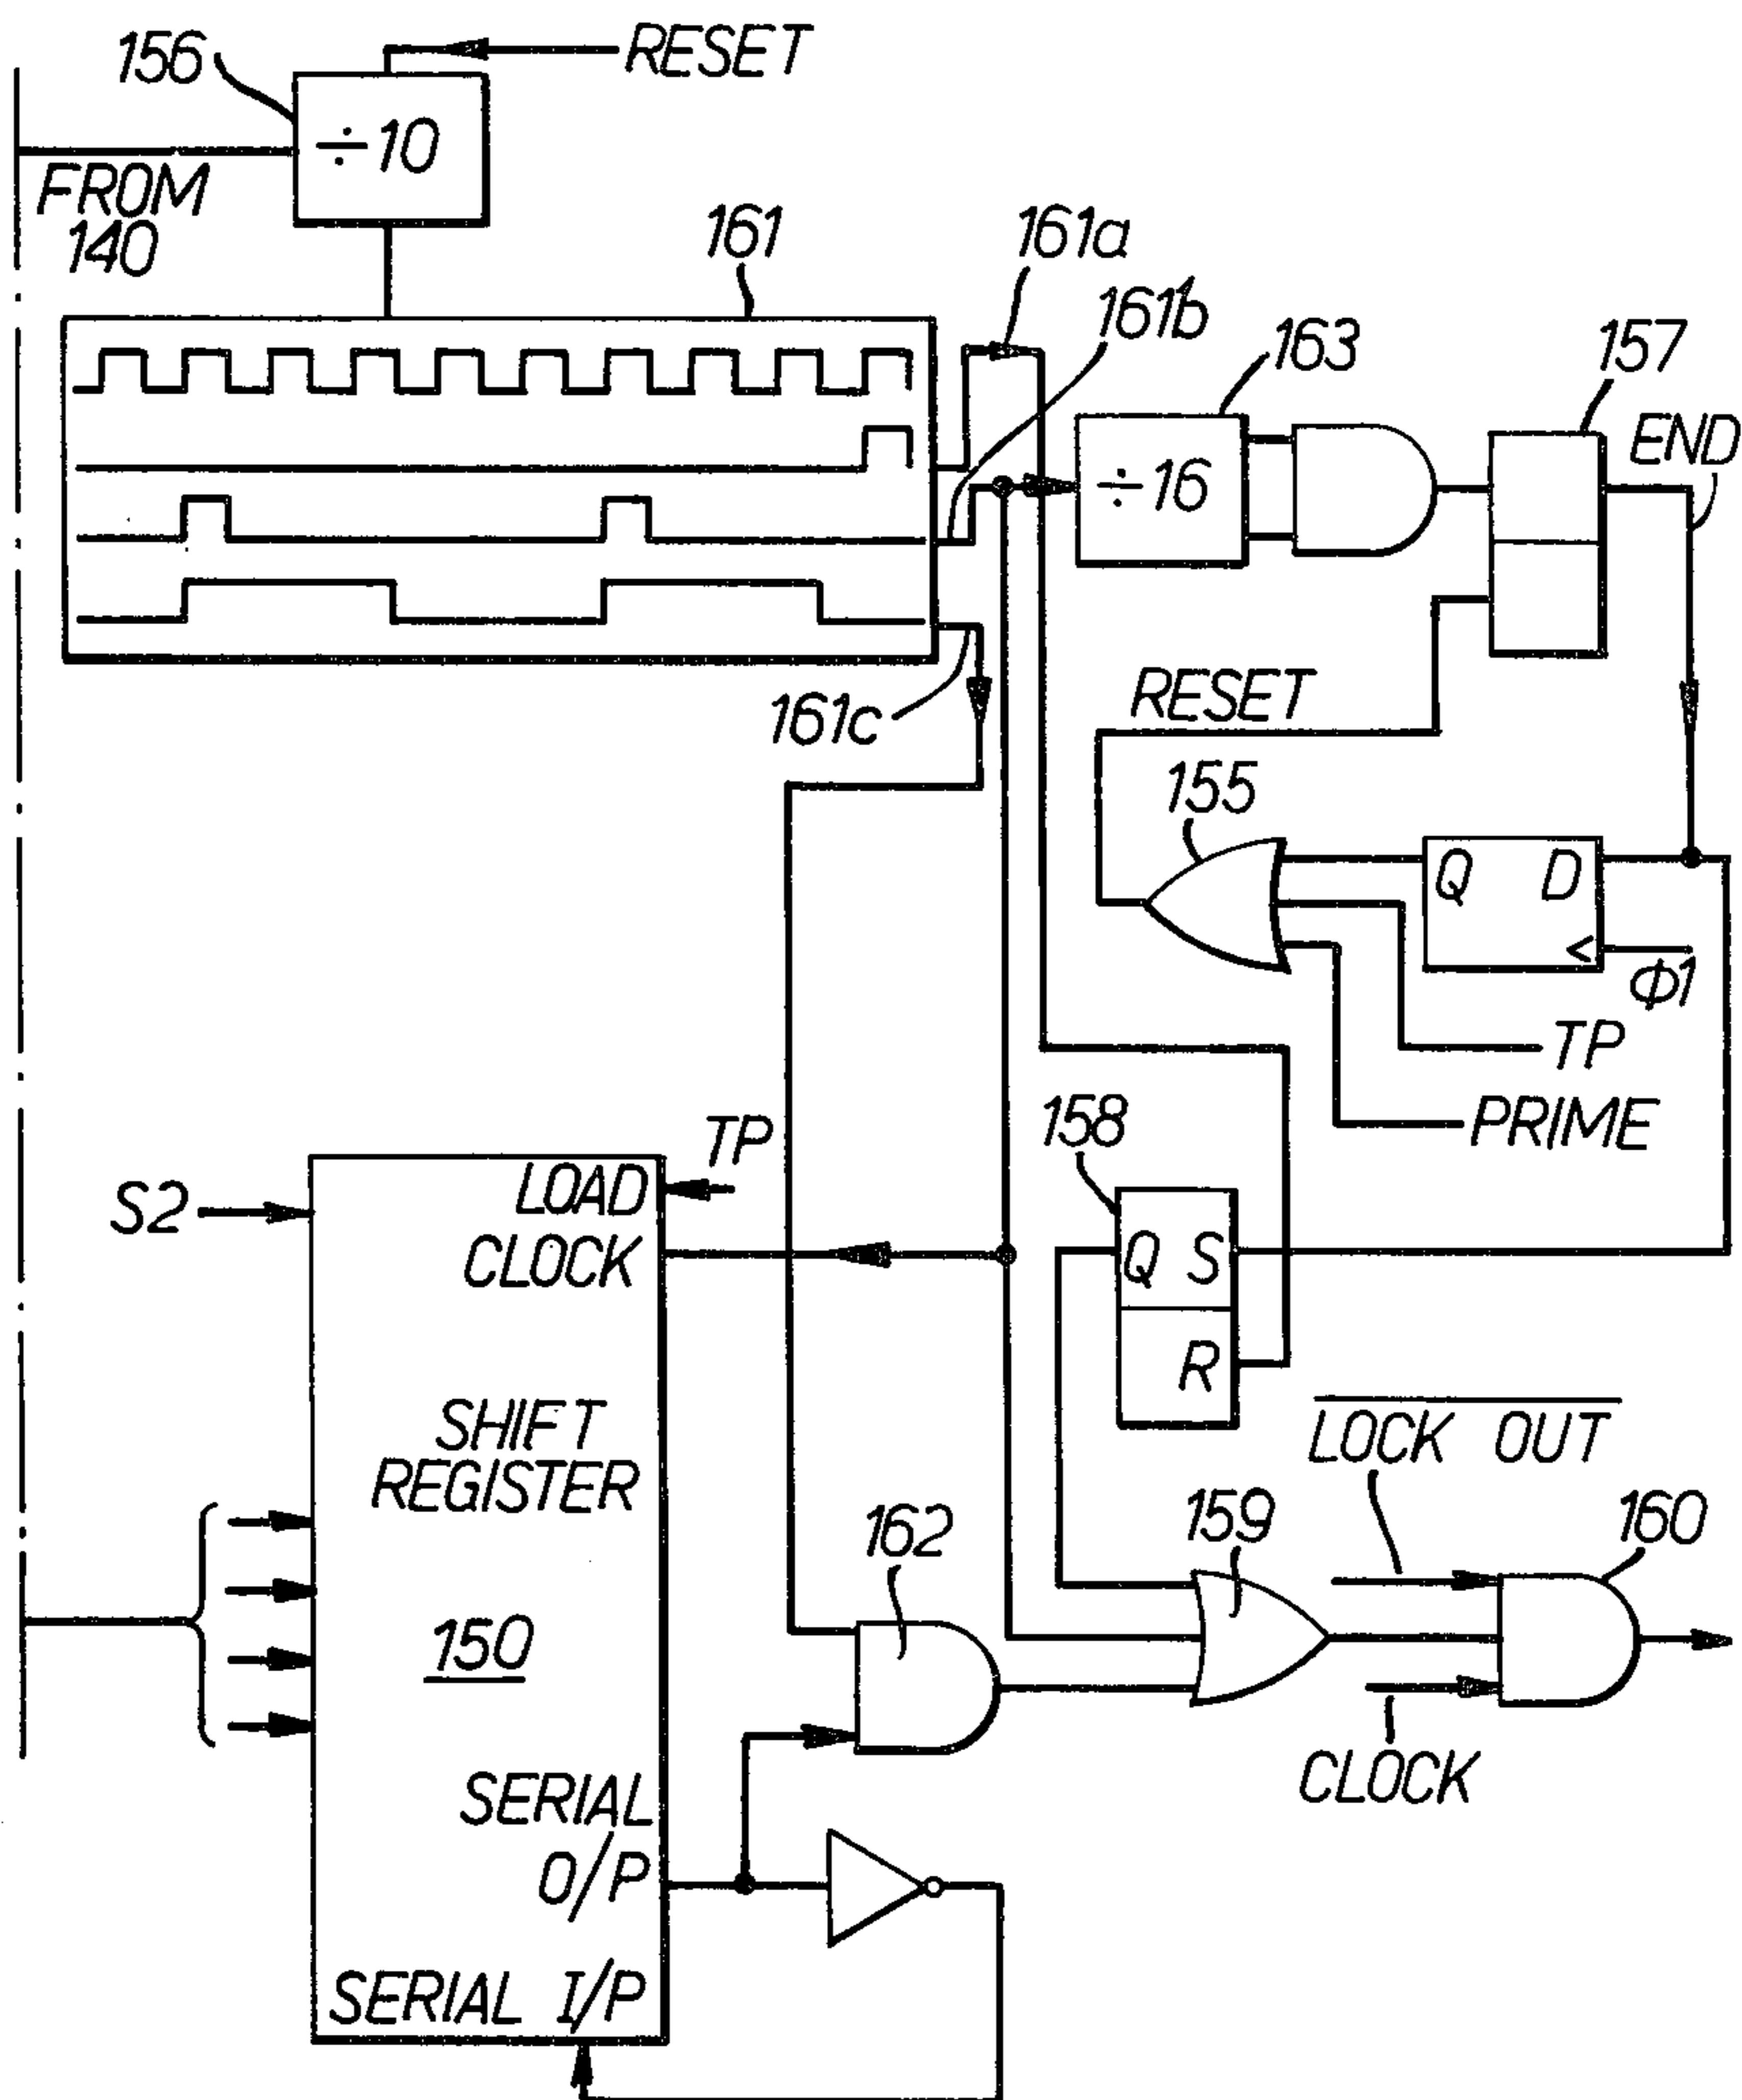 156
RESET
÷10
FROM
140
161
161a
161b
163
157
÷16
END
161c
RESET
155
Q D
<
Φ1
TP
PRIME
158
TP
S2
LOAD
CLOCK
Q S
R
SHIFT
REGISTER
LOCK OUT
162
159
160
150
CLOCK
SERIAL
O/P
SERIAL I/P